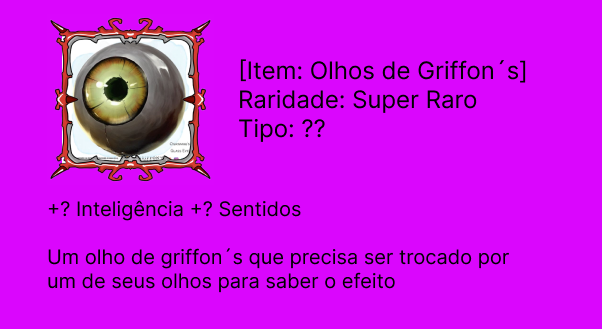 [Item: Olhos de Griffon´s]
Raridade: Super Raro
Tipo: ??
+? Inteligência +? Sentidos
Um olho de griffon´s que precisa ser trocado por
um de seus olhos para saber o efeito